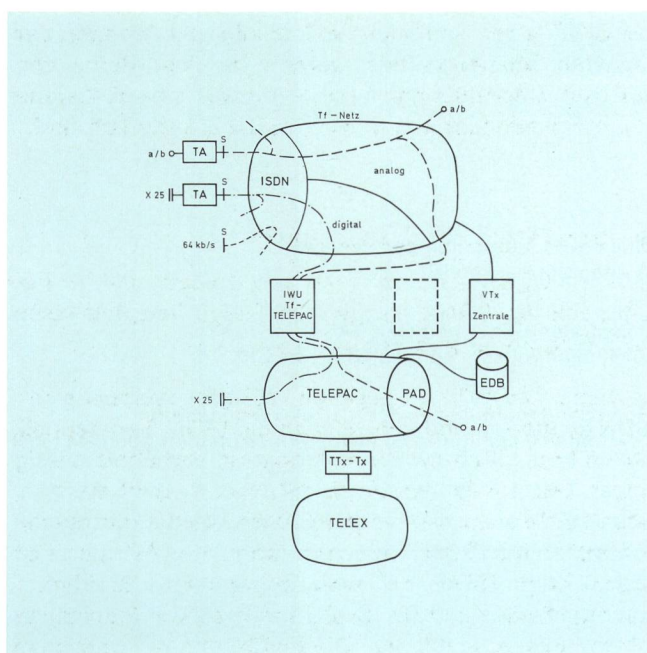 a/b
Tf-Netz
S
a/b
TA
analog
ISDN
S
X 25
TA
digital
S
64 kb/s
IWU
Tf-
TELEPAC
VTx
Zentrale
TELEPAC
PAD
EDB
X 25
a/b
TTx-Tx
TELEX